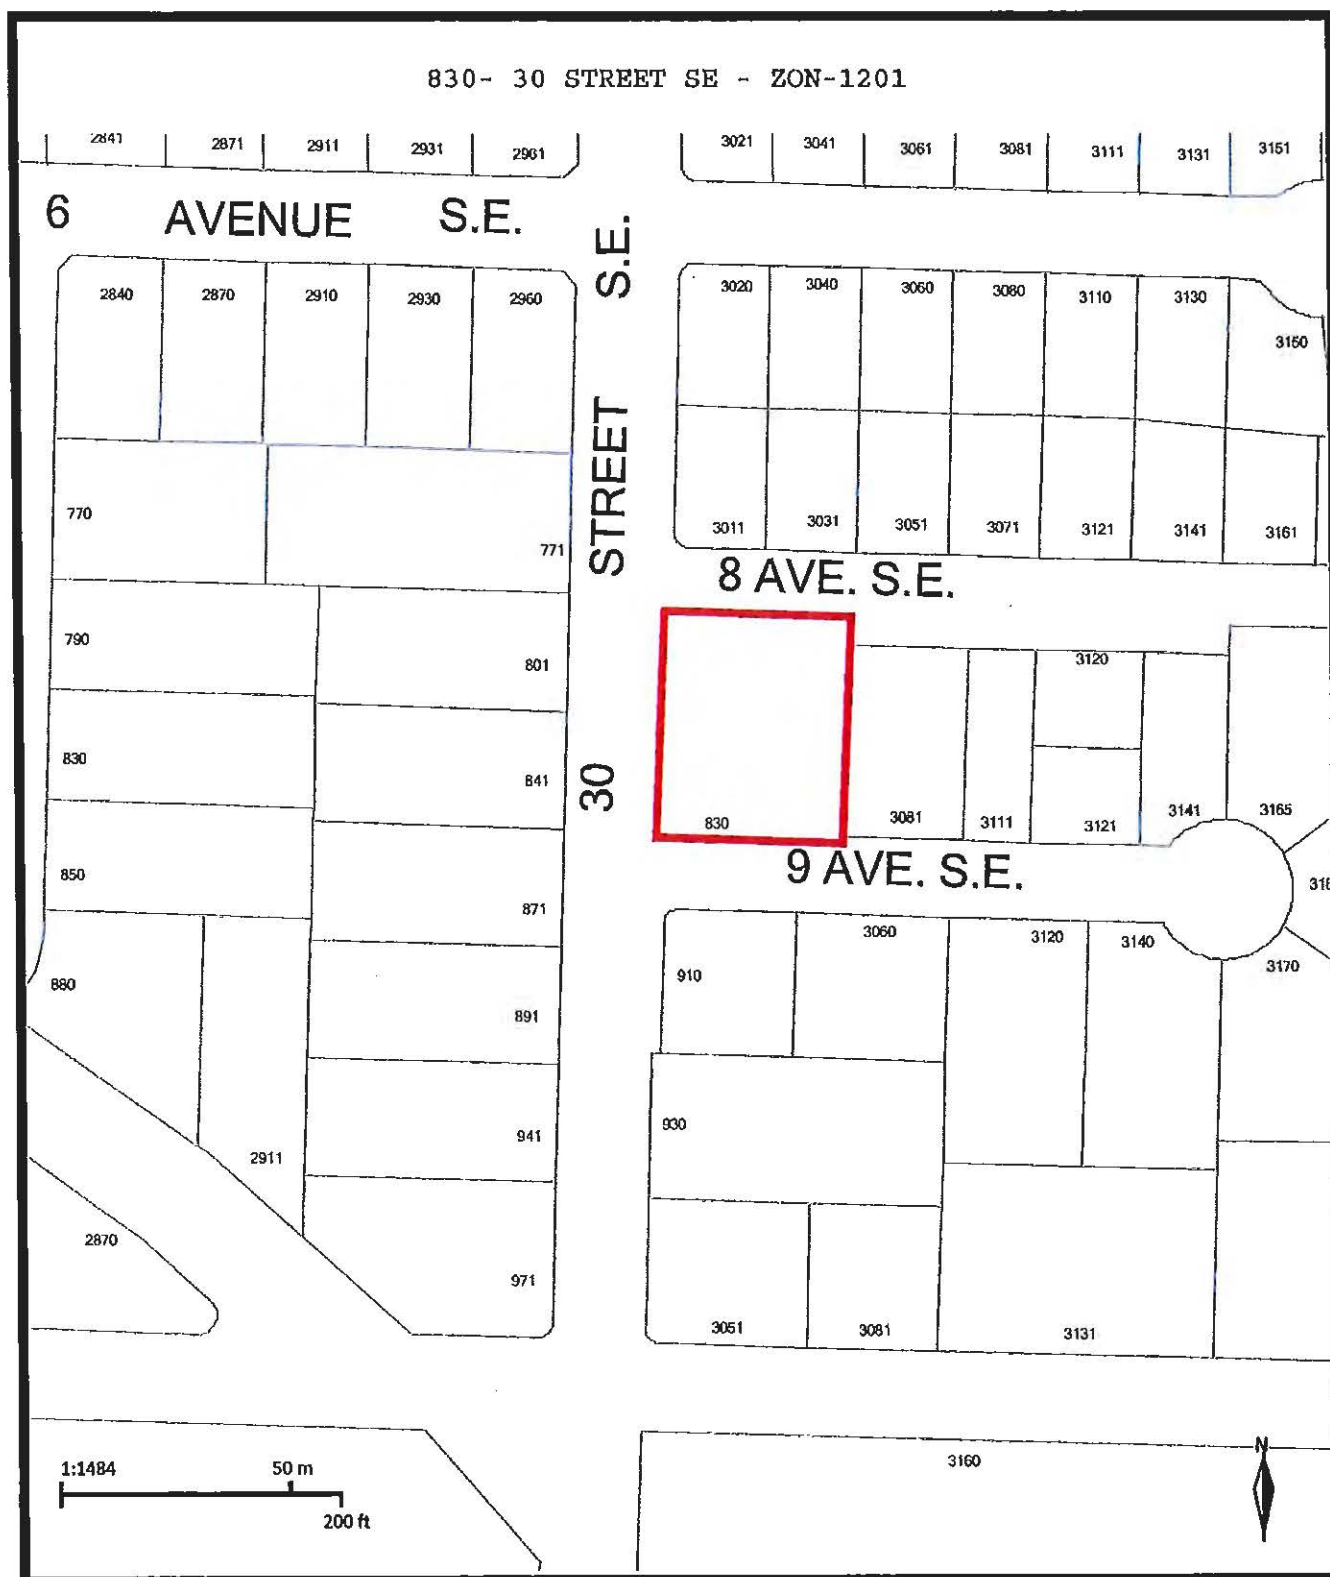 830- 30 STREET SE - ZON-1201
2841 2871 2911 2931 2961 3021 3041 3061 3081 3111 3131 3151
6 AVENUE S.E.
30 STREET S.E.
2840 2870 2910 2930 2960 3020 3040 3060 3080 3110 3130
3150
770 771 3011 3031 3051 3071 3121 3141 3161
8 AVE. S.E.
790 801 3120
830 841
830 3081 3111 3121 3141 3165
9 AVE. S.E.
850 871
910 3060 3120 3140 3170
880 891
930
941
2911
2870
971
3051 3081 3131
3160
N
1:1484 50 m
200 ft